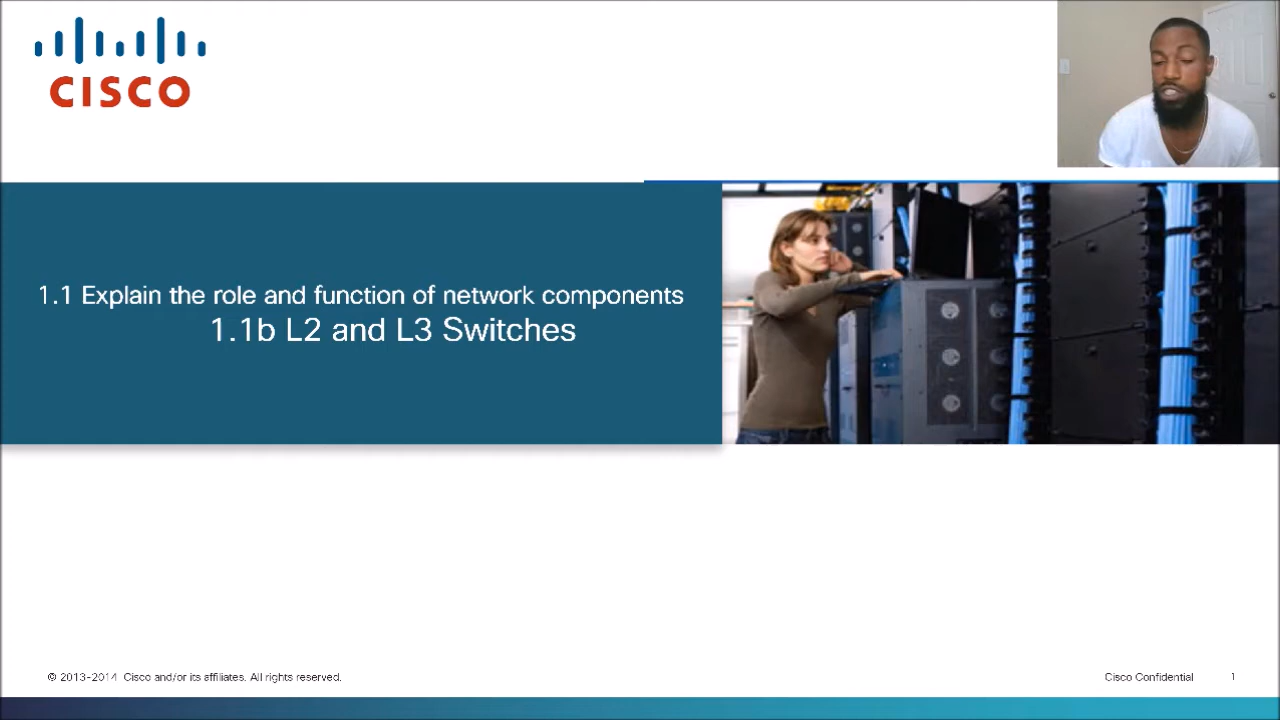 CISCO
1.1 Explain the role and function of network components
1.1b L2 and L3 Switches
© 2013-2014 Cisco and/or its affiliates. All rights reserved.
Cisco Confidential
1